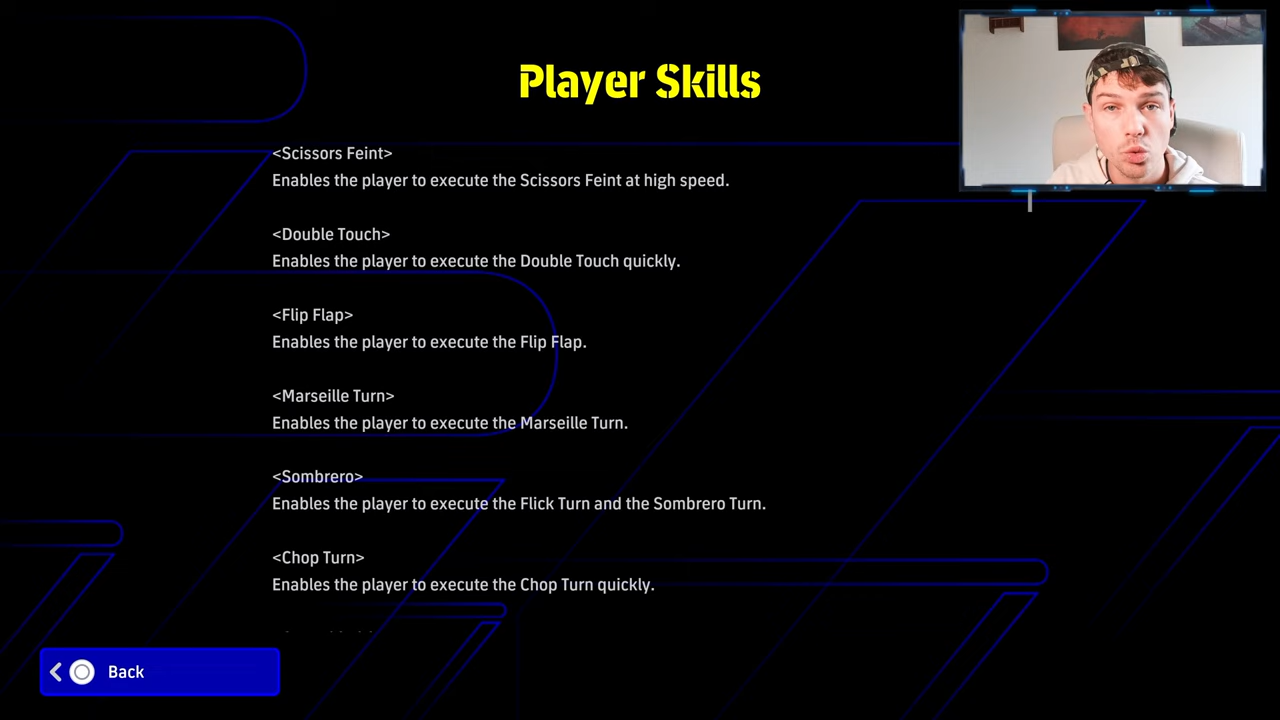 Player Skills
<Scissors Feint>
Enables the player to execute the Scissors Feint at high speed.
<Double Touch>
Enables the player to execute the Double Touch quickly.
<Flip Flap>
Enables the player to execute the Flip Flap.
<Marseille Turn>
Enables the player to execute the Marseille Turn.
<Sombrero>
Enables the player to execute the Flick Turn and the Sombrero Turn.
<Chop Turn>
Enables the player to execute the Chop Turn quickly.
Back